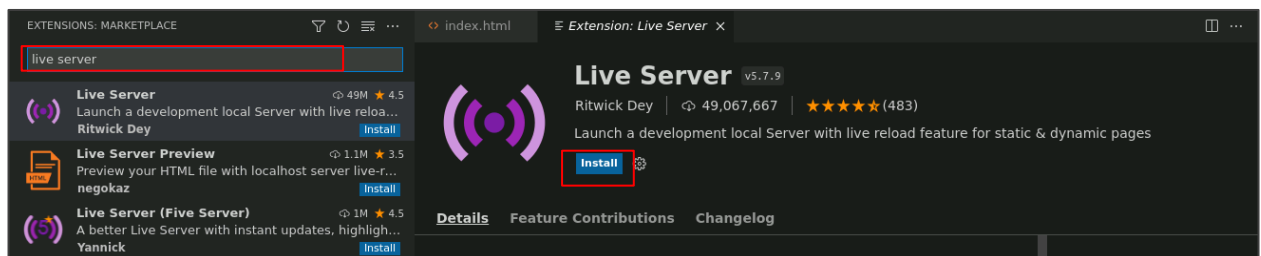 EXTENSIONS: MARKETPLACE
live server
Live Server 49M ★ 4.5
Launch a development local Server with live reloa...
Ritwick Dey Install
Live Server Preview 1.1M ★ 3.5
Preview your HTML file with localhost server live-r...
negokaz Install
HTML
Live Server (Five Server) 1M ★ 4.5
A better Live Server with instant updates, highligh...
Yannick Install
5
<> index.html Extension: Live Server ×
Live Server v5.7.9
Ritwick Dey 49,067,667 (483)
Launch a development local Server with live reload feature for static & dynamic pages
Install
Details Feature Contributions Changelog